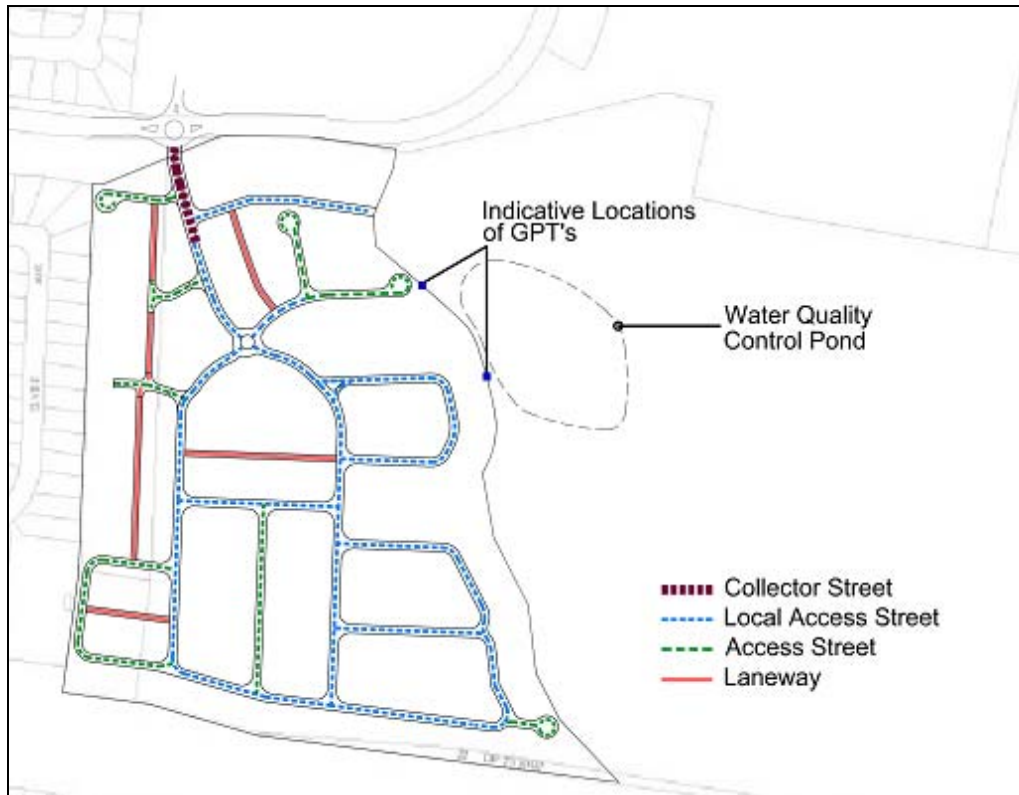 Indicative Locations
of GPT's
Water Quality
Control Pond
Collector Street
Local Access Street
Access Street
Laneway